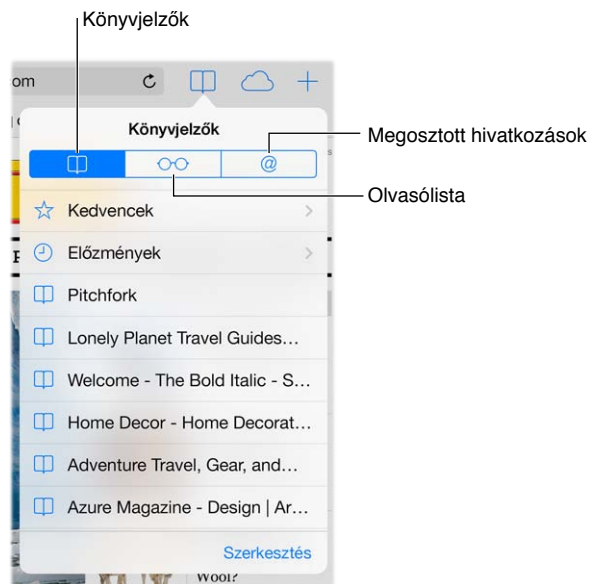 Könyvjelzők
om
Könyvjelzők
@
Megosztott hivatkozások
Olvasólista
Kedvencek
Előzmények
Pitchfork
Lonely Planet Travel Guides…
Welcome - The Bold Italic - S…
Home Decor - Home Decorat…
Adventure Travel, Gear, and…
Azure Magazine - Design | Ar…
Szerkesztés
Wool?